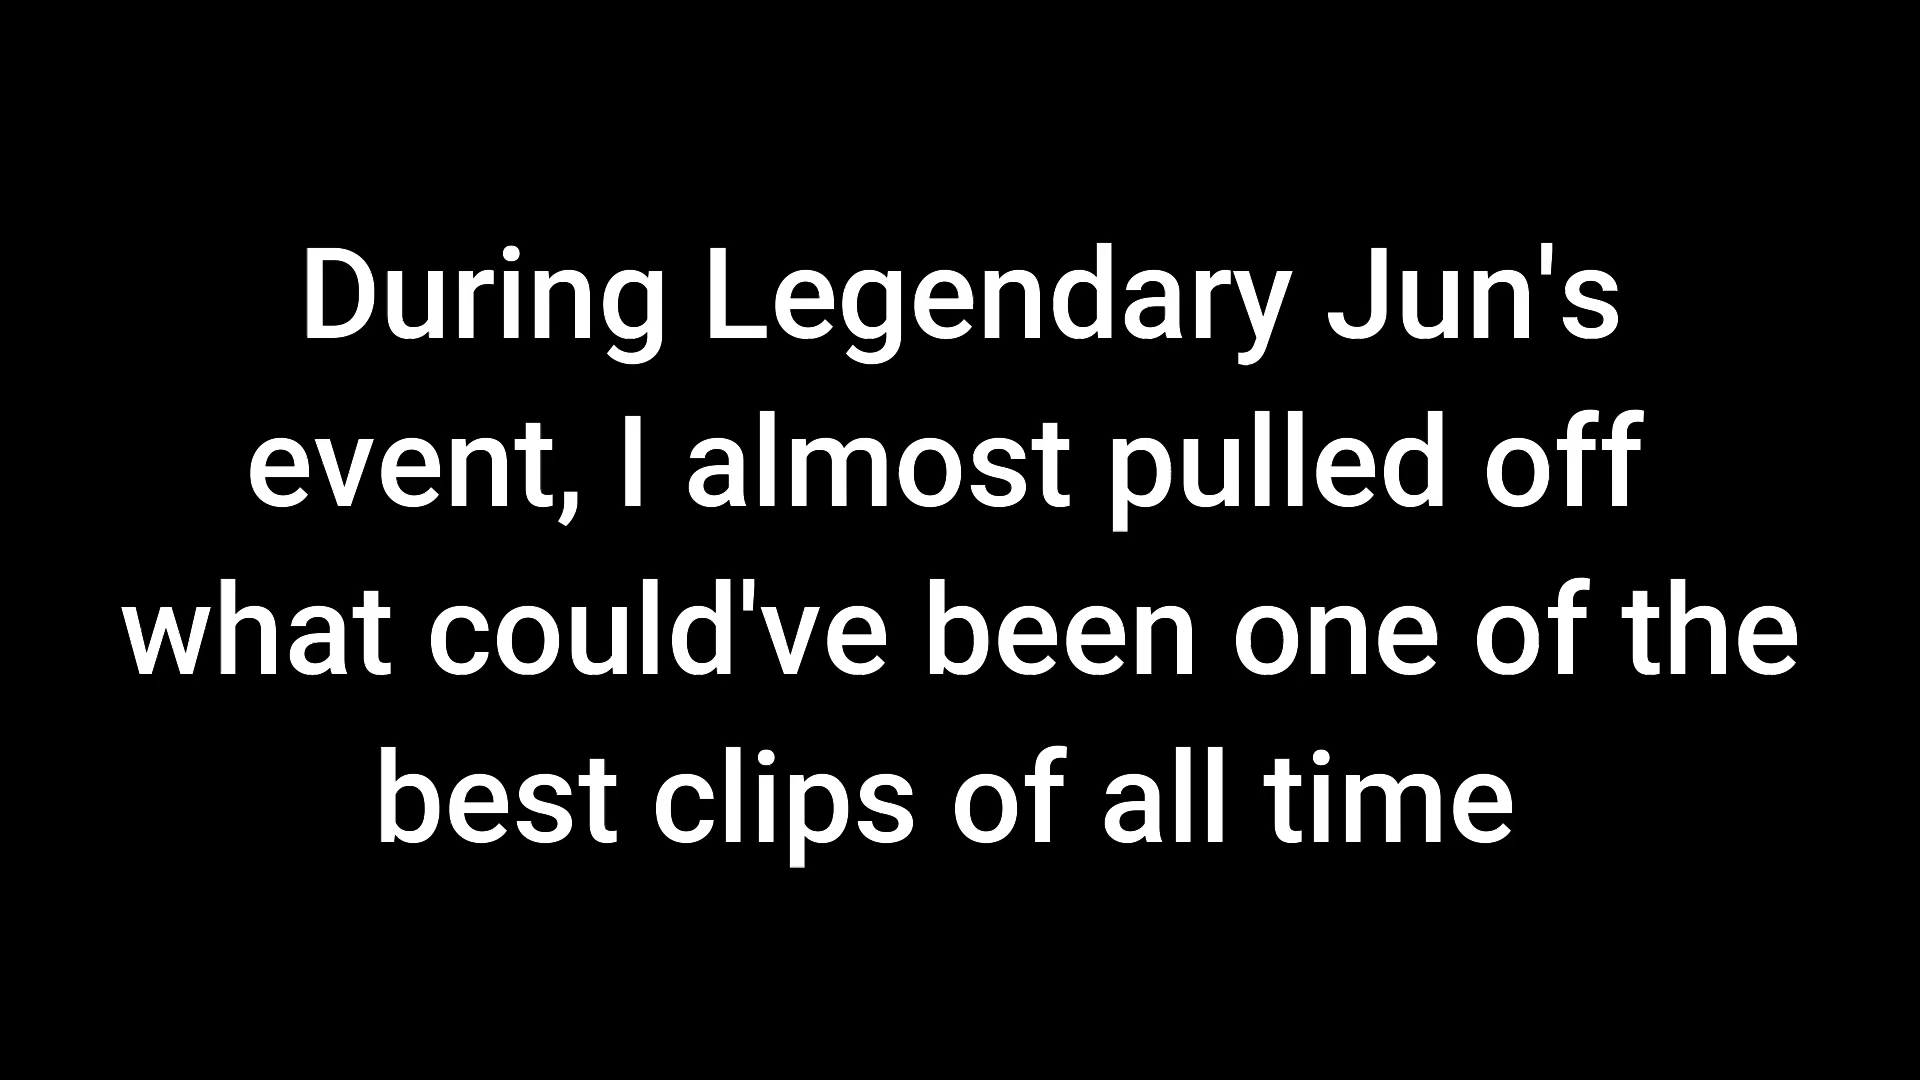 During Legendary Jun's
event, I almost pulled off
what could've been one of the
best clips of all time